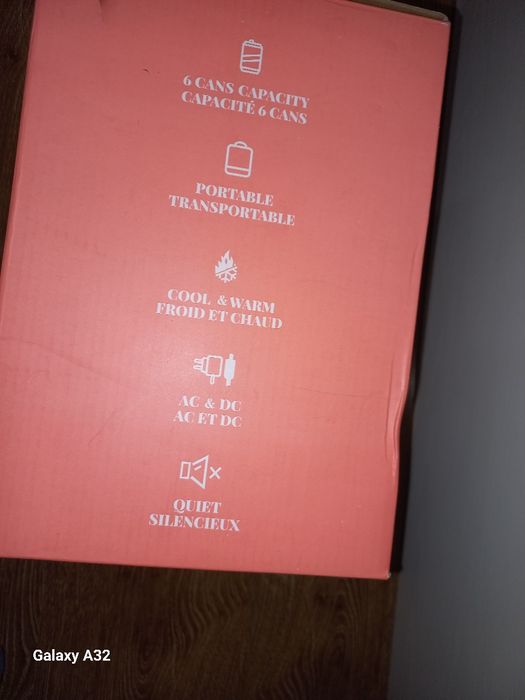 6 CANS CAPACITY
CAPACITÉ 6 CANS
PORTABLE
TRANSPORTABLE
COOL & WARM
FROID ET CHAUD
AC & DC
AC ET DC
QUIET
SILENCIEUX
Galaxy A32